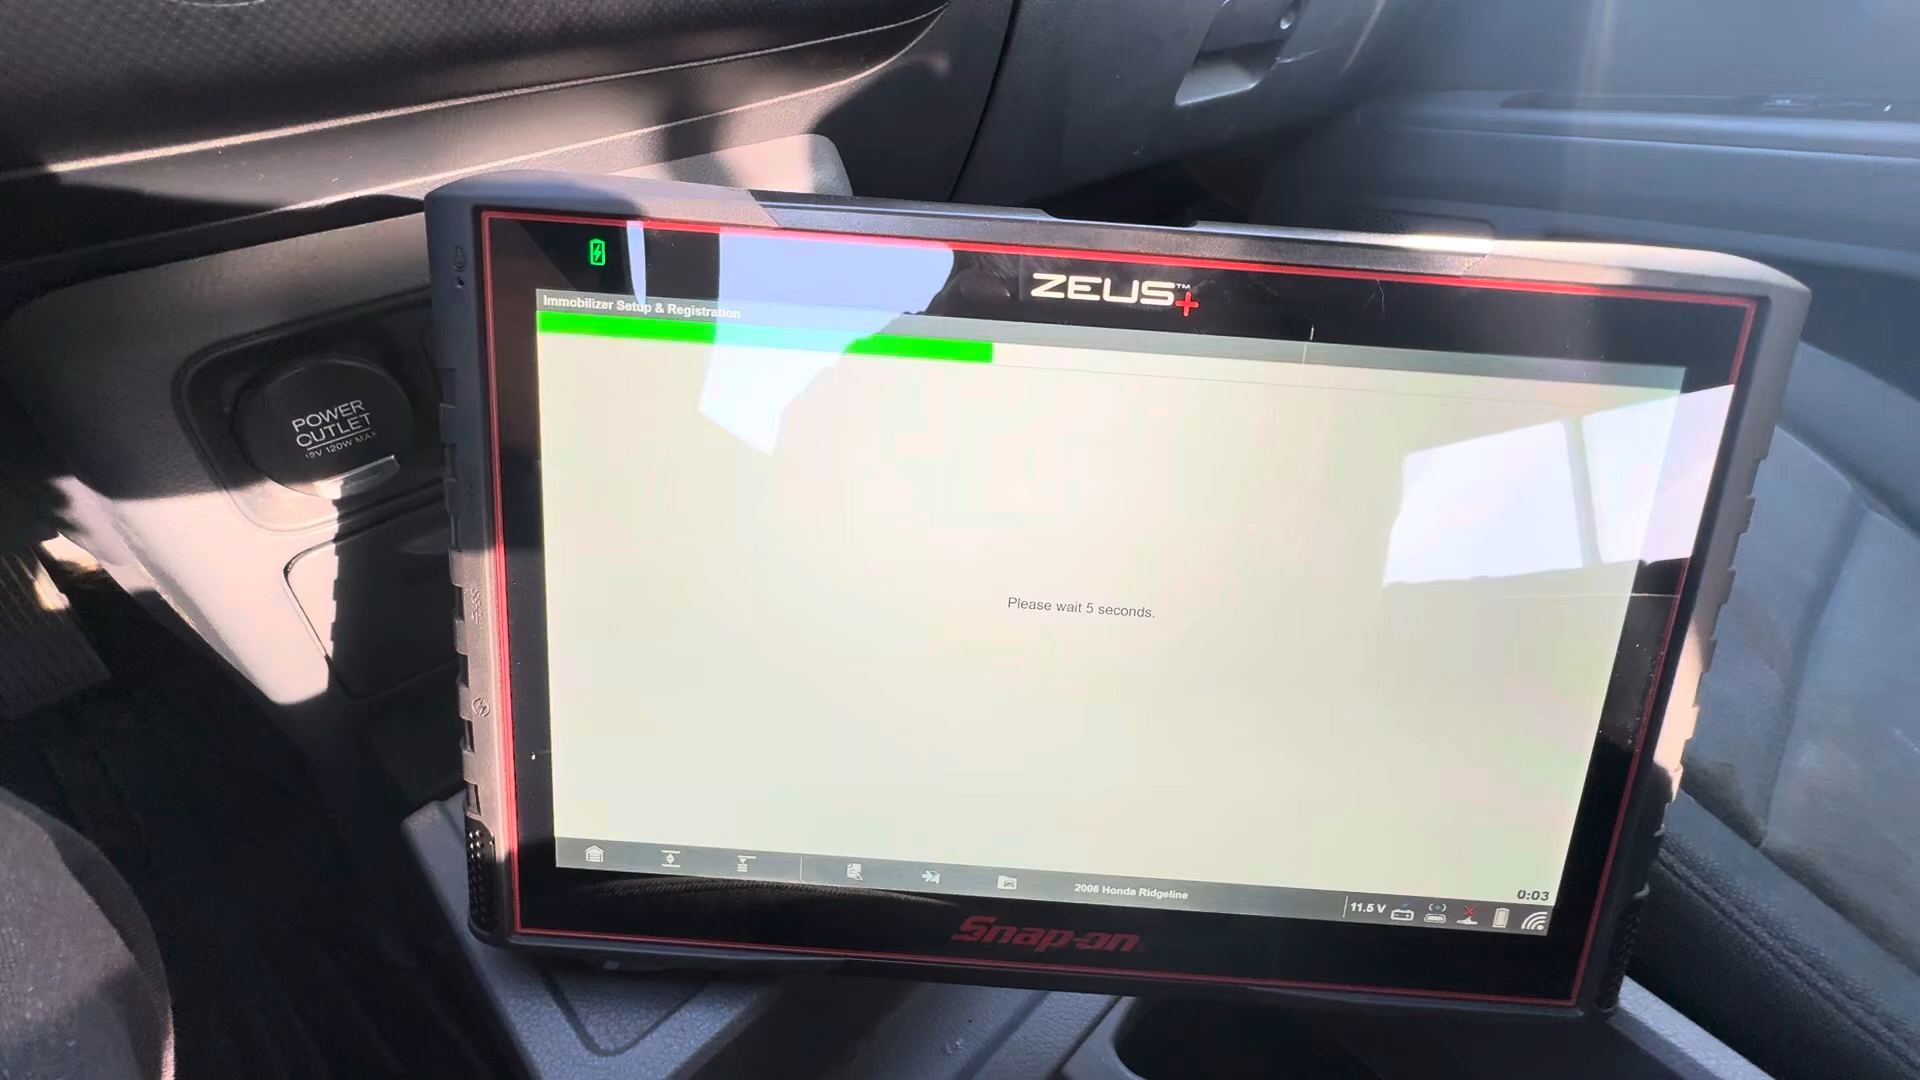 ZEUS™+
Immobilizer Setup & Registration
POWER
OUTLET
12V 120W MAX
Please wait 5 seconds.
2006 Honda Ridgeline
11.5 V
0:03
Snap-on